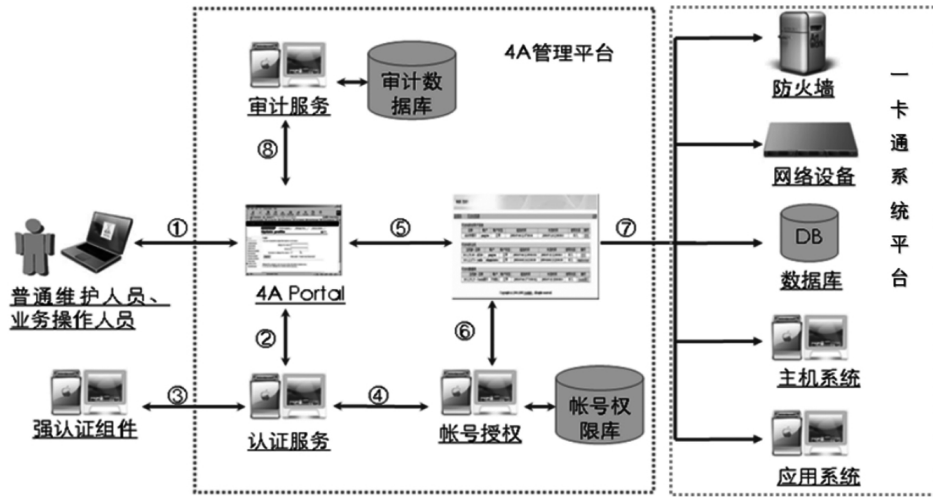 4A管理平台
审计服务
审计数
据库
⑧
①
⑤
⑦
普通维护人员、
业务操作人员
4A Portal
②
⑥
强认证组件
③
认证服务
④
帐号授权
帐号权
限库
一卡通系统平台
防火墙
网络设备
DB
数据库
主机系统
应用系统